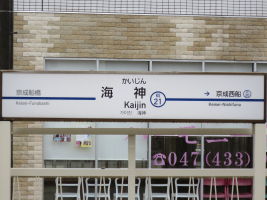 かいじん
海神
Kaijin
KS
21
京成船橋
Keisei-Funabashi
→ 京成西船
Keisei-Nishifuna
☎047(433)